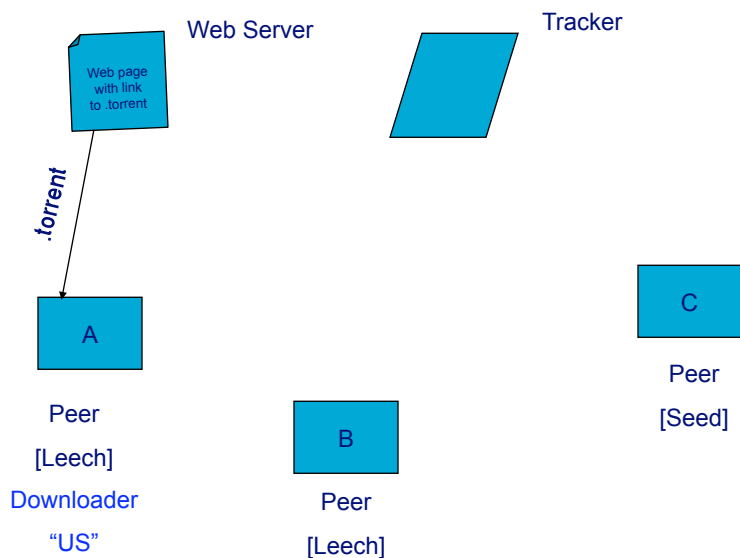 Web Server
Tracker
Web page
with link
to .torrent
.torrent
A
Peer
[Leech]
Downloader
“US”
B
Peer
[Leech]
C
Peer
[Seed]